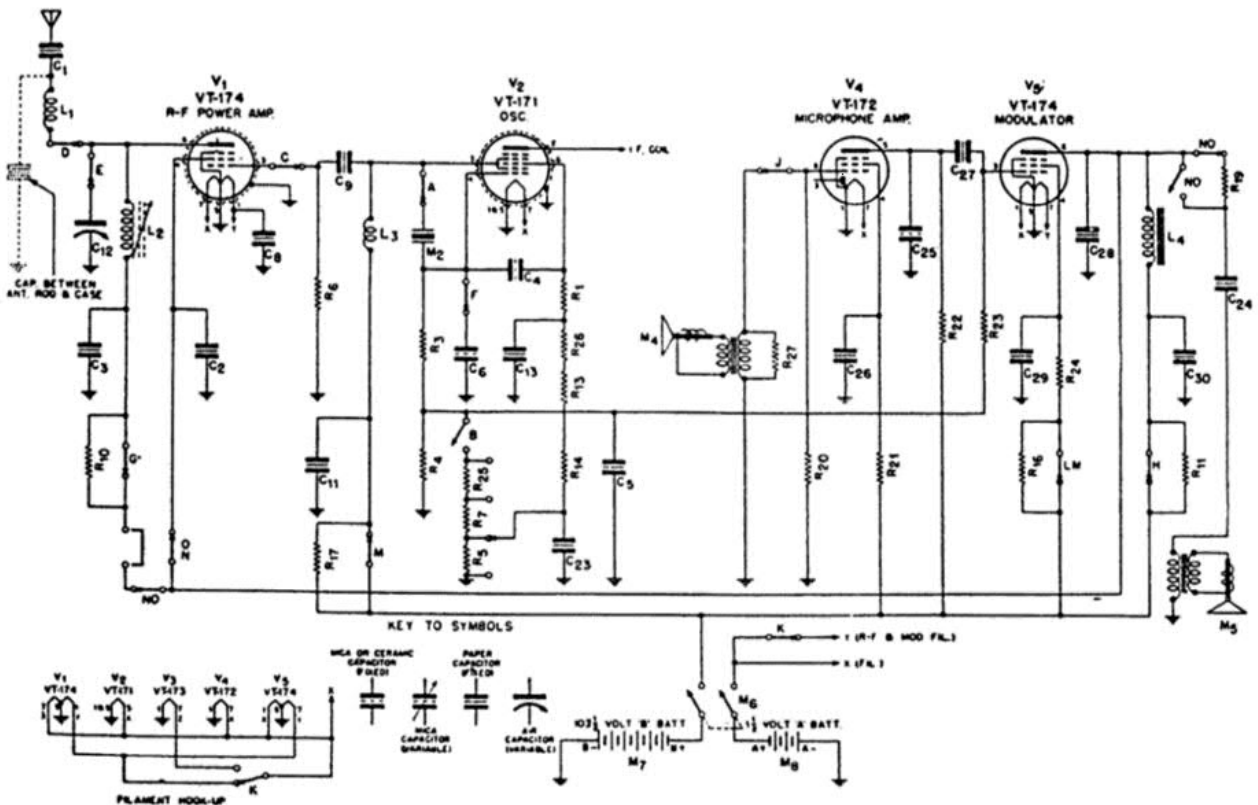 V1
VT-174
R-F POWER AMP.
V2
VT-171
OSC.
V4
VT-172
MICROPHONE AMP.
V5
VT-174
MODULATOR
C1
L1
D
E
C12
L2
C8
C
C9
A
M2
L3
R6
F
C4
R1
I.F. COIL
J
C27
C25
C28
NO
NO
R19
L4
C24
CAP. BETWEEN
ANT. ROD & CASE
C3
C2
R3
C6
C13
R26
R13
M4
R27
C26
R22
R23
C29
R24
C30
R10
G
C11
R4
B
R25
R7
R5
R14
C5
R20
R21
R16
LM
H
R11
NO
NO
R17
M
C23
M5
KEY TO SYMBOLS
MICA OR CERAMIC
CAPACITOR
(FIXED)
PAPER
CAPACITOR
(FIXED)
MICA
CAPACITOR
(VARIABLE)
AIR
CAPACITOR
(VARIABLE)
K
Y (R-F & MOD FIL.)
X (FIL)
M6
103½ VOLT 'B' BATT
B- B+
M7
1½ VOLT 'A' BATT.
A+ A-
M8
V1
VT-174
V2
VT-171
V3
VT-173
V4
VT-172
V5
VT-174
X
K
FILAMENT HOOK-UP